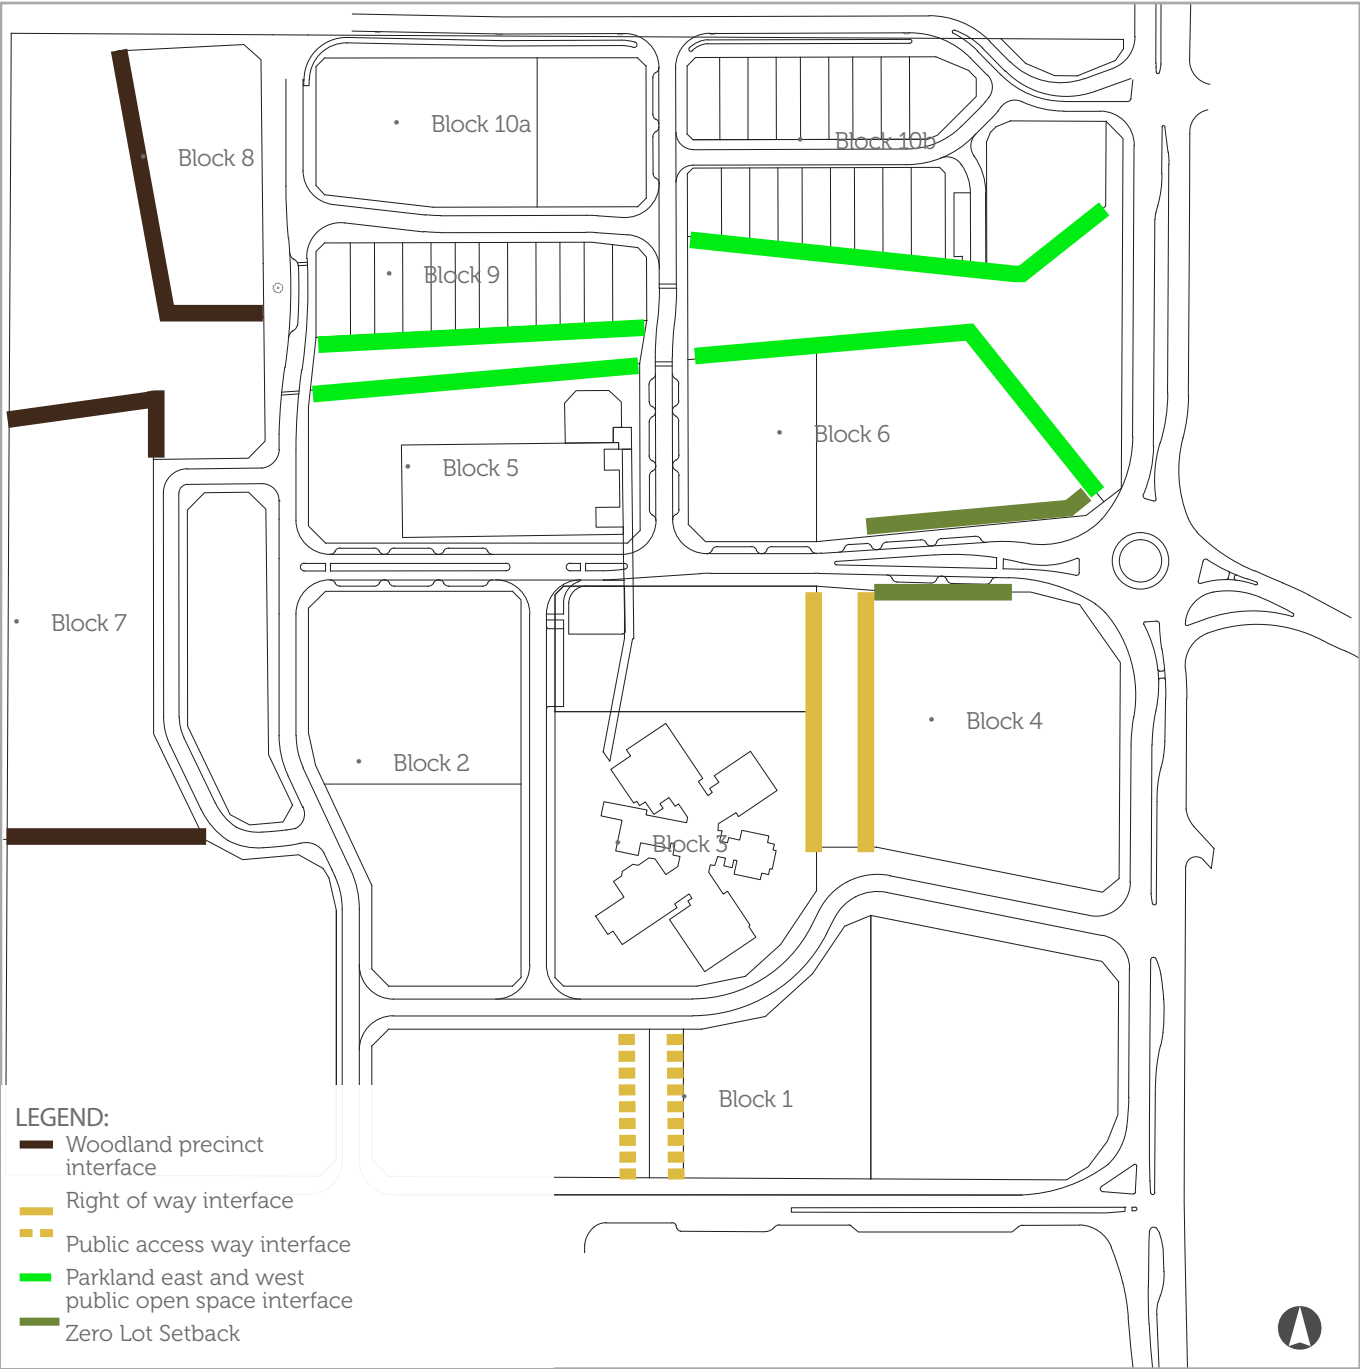 Block 10a
Block 10b
Block 8
Block 9
Block 6
Block 5
Block 7
Block 4
Block 2
Block 3
Block 1
LEGEND:
Woodland precinct
interface
Right of way interface
Public access way interface
Parkland east and west
public open space interface
Zero Lot Setback